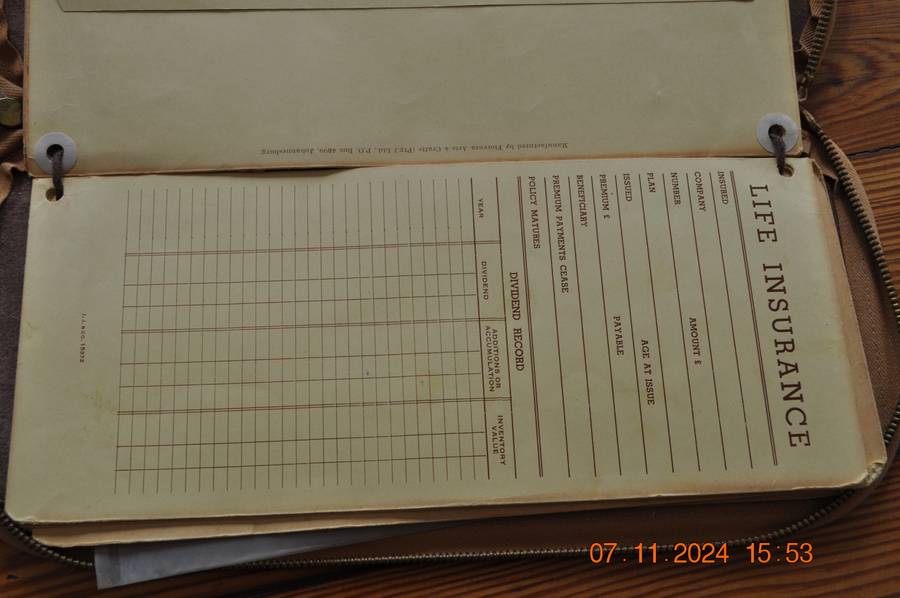 Manufactured by Pioneers Arts & Crafts (Pty.) Ltd., P.O. Box 4899, Johannesburg
LIFE INSURANCE
INSURED
COMPANY AMOUNT £
NUMBER
PLAN AGE AT ISSUE
ISSUED PAYABLE
PREMIUM £
BENEFICIARY
PREMIUM PAYMENTS CEASE
POLICY MATURES
DIVIDEND RECORD
YEAR DIVIDEND ADDITIONS OR ACCUMULATION INVENTORY VALUE
07.11.2024 15:53